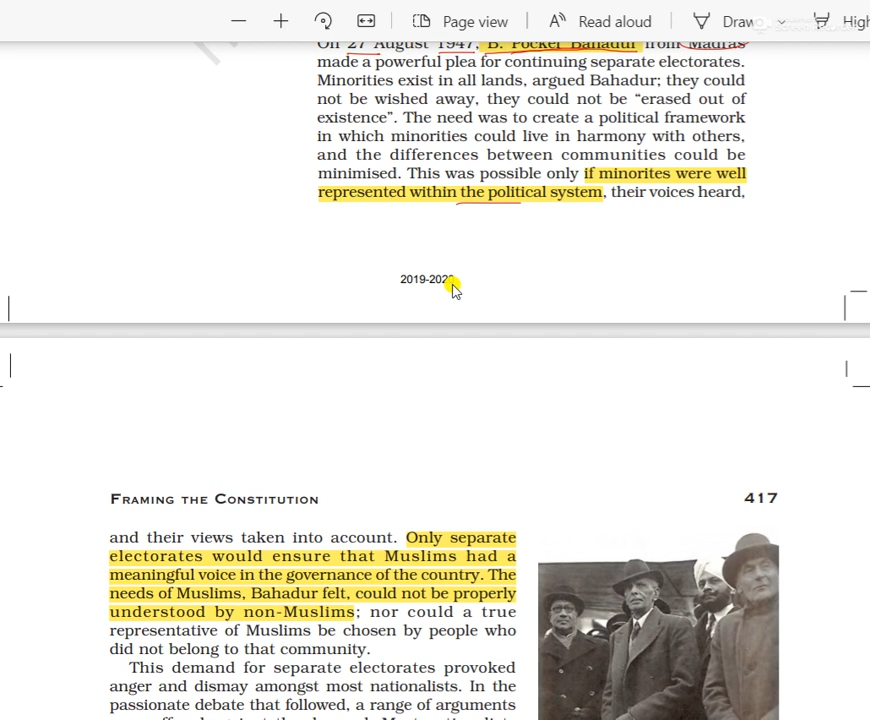 Page view
Read aloud
Draw
High
On 27 August 1947, B. Pocker Bahadur from Madras
made a powerful plea for continuing separate electorates.
Minorities exist in all lands, argued Bahadur; they could
not be wished away, they could not be “erased out of
existence”. The need was to create a political framework
in which minorities could live in harmony with others,
and the differences between communities could be
minimised. This was possible only if minorites were well
represented within the political system, their voices heard,
2019-2020
FRAMING THE CONSTITUTION
417
and their views taken into account. Only separate
electorates would ensure that Muslims had a
meaningful voice in the governance of the country. The
needs of Muslims, Bahadur felt, could not be properly
understood by non-Muslims; nor could a true
representative of Muslims be chosen by people who
did not belong to that community.
This demand for separate electorates provoked
anger and dismay amongst most nationalists. In the
passionate debate that followed, a range of arguments